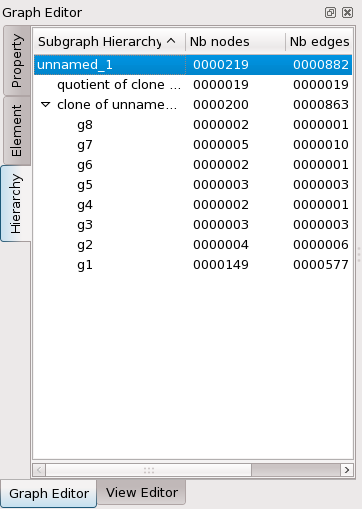 Graph Editor
Property
Element
Hierarchy
Subgraph Hierarchy Nb nodes Nb edges
unnamed_1 0000219 0000882
quotient of clone ... 0000019 0000019
clone of unname... 0000200 0000863
g8 0000002 0000001
g7 0000005 0000010
g6 0000002 0000001
g5 0000003 0000003
g4 0000002 0000001
g3 0000003 0000003
g2 0000004 0000006
g1 0000149 0000577
Graph Editor View Editor